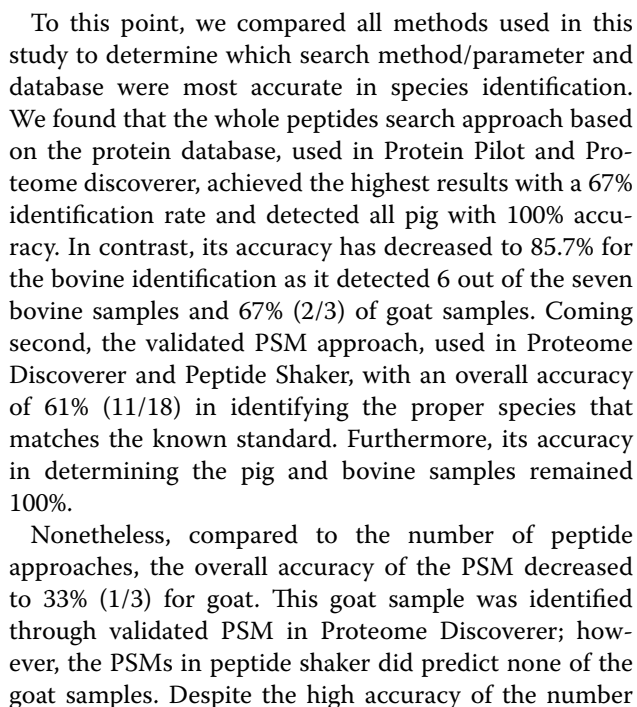 To this point, we compared all methods used in this
study to determine which search method/parameter and
database were most accurate in species identification.
We found that the whole peptides search approach based
on the protein database, used in Protein Pilot and Pro-
teome discoverer, achieved the highest results with a 67%
identification rate and detected all pig with 100% accu-
racy. In contrast, its accuracy has decreased to 85.7% for
the bovine identification as it detected 6 out of the seven
bovine samples and 67% (2/3) of goat samples. Coming
second, the validated PSM approach, used in Proteome
Discoverer and Peptide Shaker, with an overall accuracy
of 61% (11/18) in identifying the proper species that
matches the known standard. Furthermore, its accuracy
in determining the pig and bovine samples remained
100%.
Nonetheless, compared to the number of peptide
approaches, the overall accuracy of the PSM decreased
to 33% (1/3) for goat. This goat sample was identified
through validated PSM in Proteome Discoverer; how-
ever, the PSMs in peptide shaker did predict none of the
goat samples. Despite the high accuracy of the number